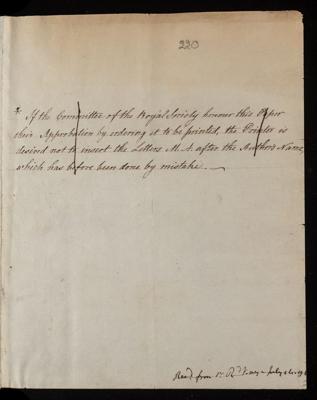 220
* If the Committee of the Royal Society honour this Paper
their Approbation by ordering it to be printed, the Printer is
desired not to insert the Letters M. A. after the Author's Name,
which has before been done by mistake.
from July